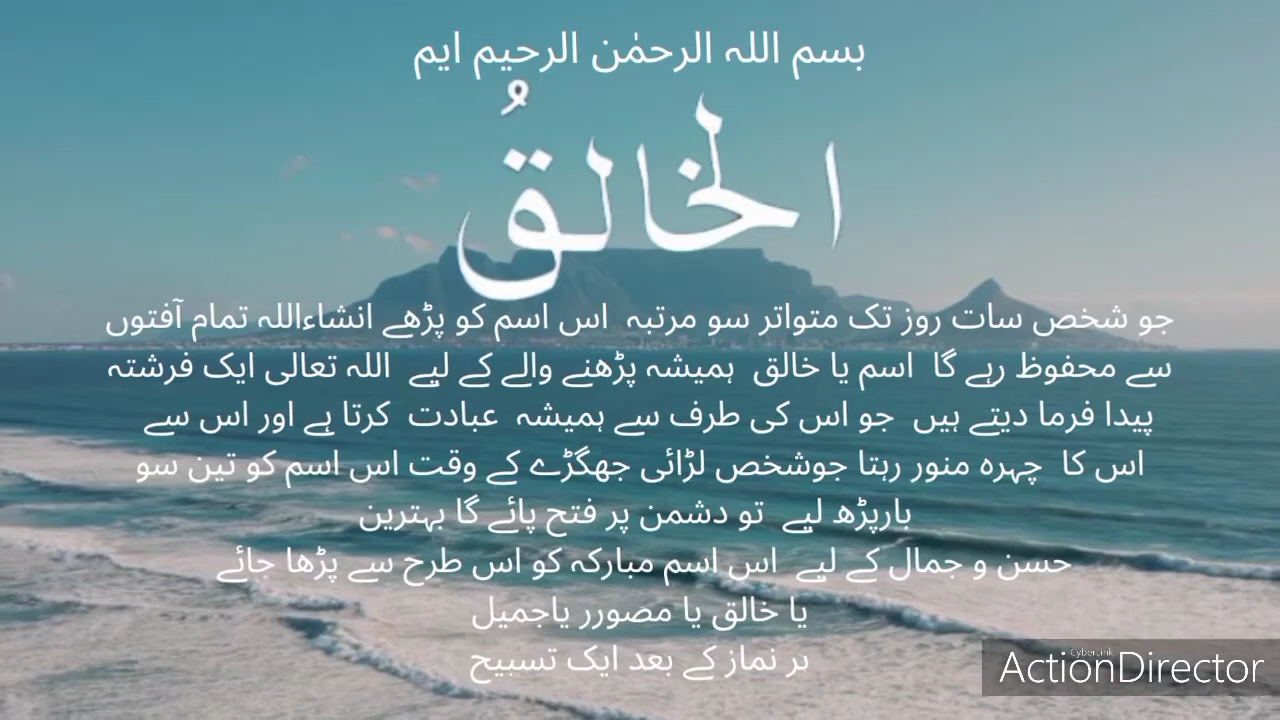 بسم اللہ الرحمٰن الرحیم ایم
الخالقُ
جو شخص سات روز تک متواتر سو مرتبہ اس اسم کو پڑھے انشاءاللہ تمام آفتوں
سے محفوظ رہے گا اسم یا خالق ہمیشہ پڑھنے والے کے لیے اللہ تعالی ایک فرشتہ
پیدا فرما دیتے ہیں جو اس کی طرف سے ہمیشہ عبادت کرتا ہے اور اس سے
اس کا چہرہ منور رہتا جوشخص لڑائی جھگڑے کے وقت اس اسم کو تین سو
بارپڑھ لیے تو دشمن پر فتح پائے گا بہترین
حسن و جمال کے لیے اس اسم مبارکہ کو اس طرح سے پڑھا جائے
یا خالق یا مصورر یاجمیل
ہر نماز کے بعد ایک تسبیح
CyberLink
ActionDirector